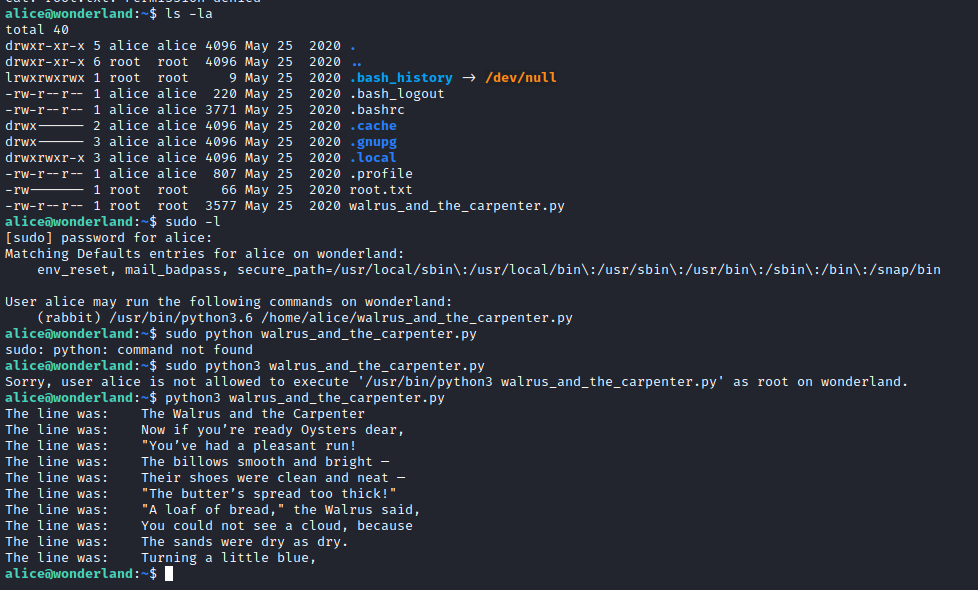 cat: root.txt: Permission denied
alice@wonderland:~$ ls -la
total 40
drwxr-xr-x 5 alice alice 4096 May 25  2020 .
drwxr-xr-x 6 root  root  4096 May 25  2020 ..
lrwxrwxrwx 1 root  root     9 May 25  2020 .bash_history -> /dev/null
-rw-r--r-- 1 alice alice  220 May 25  2020 .bash_logout
-rw-r--r-- 1 alice alice 3771 May 25  2020 .bashrc
drwx------ 2 alice alice 4096 May 25  2020 .cache
drwx------ 3 alice alice 4096 May 25  2020 .gnupg
drwxrwxr-x 3 alice alice 4096 May 25  2020 .local
-rw-r--r-- 1 alice alice  807 May 25  2020 .profile
-rw------- 1 root  root    66 May 25  2020 root.txt
-rw-r--r-- 1 root  root  3577 May 25  2020 walrus_and_the_carpenter.py
alice@wonderland:~$ sudo -l
[sudo] password for alice:
Matching Defaults entries for alice on wonderland:
    env_reset, mail_badpass, secure_path=/usr/local/sbin\:/usr/local/bin\:/usr/sbin\:/usr/bin\:/sbin\:/bin\:/snap/bin
User alice may run the following commands on wonderland:
    (rabbit) /usr/bin/python3.6 /home/alice/walrus_and_the_carpenter.py
alice@wonderland:~$ sudo python walrus_and_the_carpenter.py
sudo: python: command not found
alice@wonderland:~$ sudo python3 walrus_and_the_carpenter.py
Sorry, user alice is not allowed to execute '/usr/bin/python3 walrus_and_the_carpenter.py' as root on wonderland.
alice@wonderland:~$ python3 walrus_and_the_carpenter.py
The line was:    The Walrus and the Carpenter
The line was:    Now if you’re ready Oysters dear,
The line was:    "You’ve had a pleasant run!
The line was:    The billows smooth and bright —
The line was:    Their shoes were clean and neat —
The line was:    "The butter’s spread too thick!"
The line was:    "A loaf of bread," the Walrus said,
The line was:    You could not see a cloud, because
The line was:    The sands were dry as dry.
The line was:    Turning a little blue,
alice@wonderland:~$